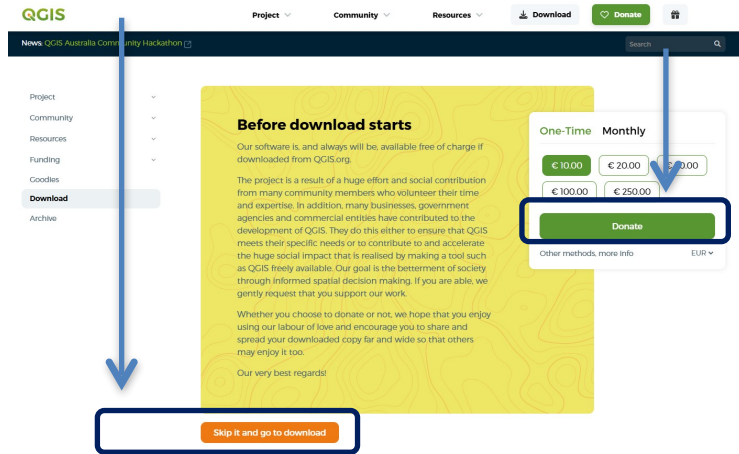 QGIS
Project
Community
Resources
Download
Donate
News: QGIS Australia Community Hackathon
Search
Project
Community
Resources
Funding
Goodies
Download
Archive
Before download starts
Our software is, and always will be, available free of charge if
downloaded from QGIS.org.
The project is a result of a huge effort and social contribution
from many community members who volunteer their time
and expertise. In addition, many businesses, government
agencies and commercial entities have contributed to the
development of QGIS. They do this either to ensure that QGIS
meets their specific needs or to contribute to and accelerate
the huge social impact that is realised by making a tool such
as QGIS freely available. Our goal is the betterment of society
through informed spatial decision making. If you are able, we
gently request that you support our work.
Whether you choose to donate or not, we hope that you enjoy
using our labour of love and encourage you to share and
spread your downloaded copy far and wide so that others
may enjoy it too.
Our very best regards!
One-Time Monthly
€ 10.00 € 20.00
€ 100.00 € 250.00
Donate
Other methods, more info EUR
Skip it and go to download